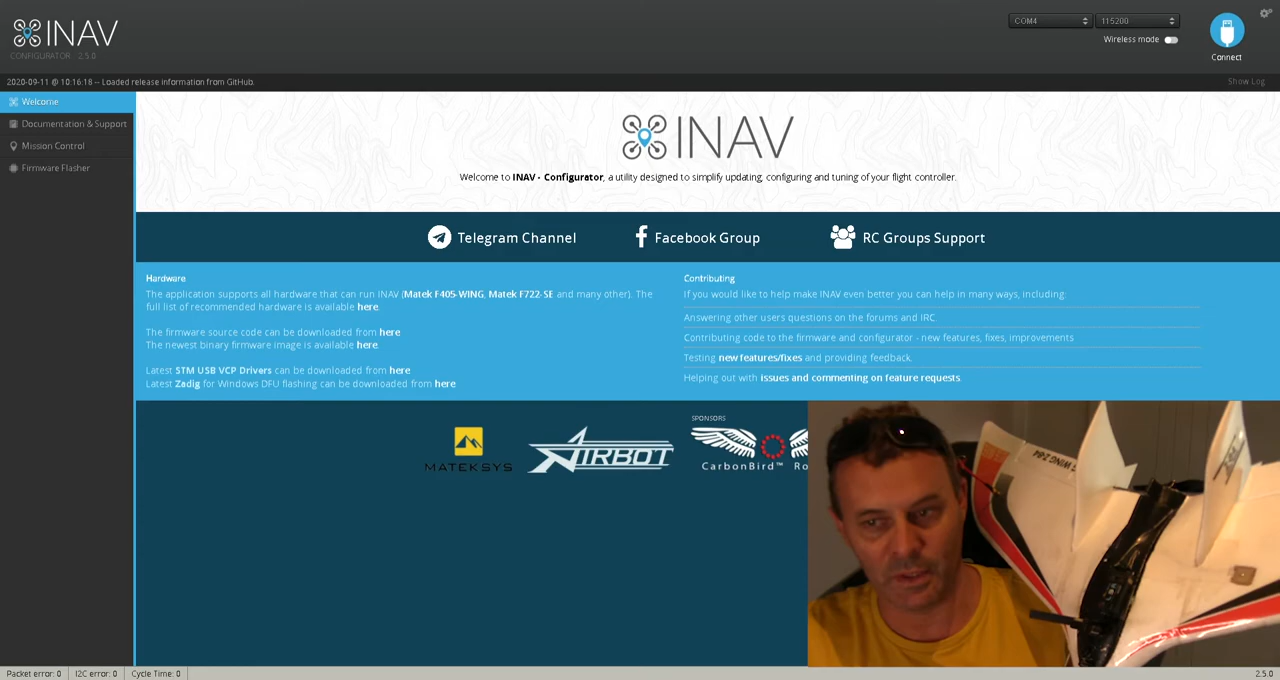 INAV
CONFIGURATOR 2.5.0
COM4
115200
Wireless mode
Connect
2020-09-11 @ 10:16:18 -- Loaded release information from GitHub.
Show Log
Welcome
Documentation & Support
Mission Control
Firmware Flasher
INAV
Welcome to INAV - Configurator, a utility designed to simplify updating, configuring and tuning of your flight controller.
Telegram Channel
Facebook Group
RC Groups Support
Hardware
The application supports all hardware that can run INAV (Matek F405-WING, Matek F722-SE and many other). The
full list of recommended hardware is available here.
The firmware source code can be downloaded from here
The newest binary firmware image is available here.
Latest STM USB VCP Drivers can be downloaded from here
Latest Zadig for Windows DFU flashing can be downloaded from here
Contributing
If you would like to help make INAV even better you can help in many ways, including:
Answering other users questions on the forums and IRC.
Contributing code to the firmware and configurator - new features, fixes, improvements
Testing new features/fixes and providing feedback.
Helping out with issues and commenting on feature requests.
SPONSORS
MATEKSYS
AIRBOT
CarbonBird™
Ro
WING Z84
Packet error: 0
I2C error: 0
Cycle Time: 0
2.5.0